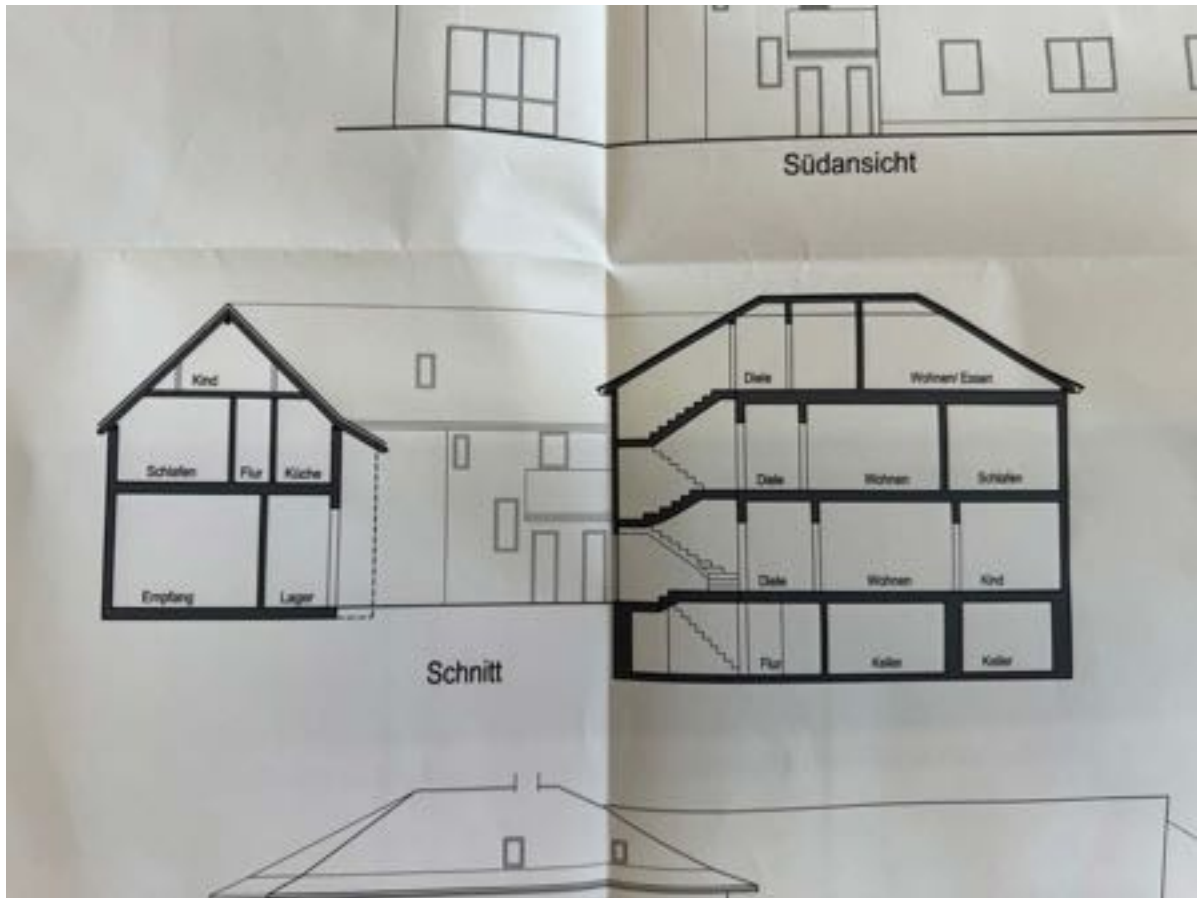 Südansicht
Kind
Diele
Wohnen/ Essen
Schlafen
Flur
Küche
Diele
Wohnen
Schlafen
Empfang
Lager
Diele
Wohnen
Kind
Flur
Keller
Keller
Schnitt